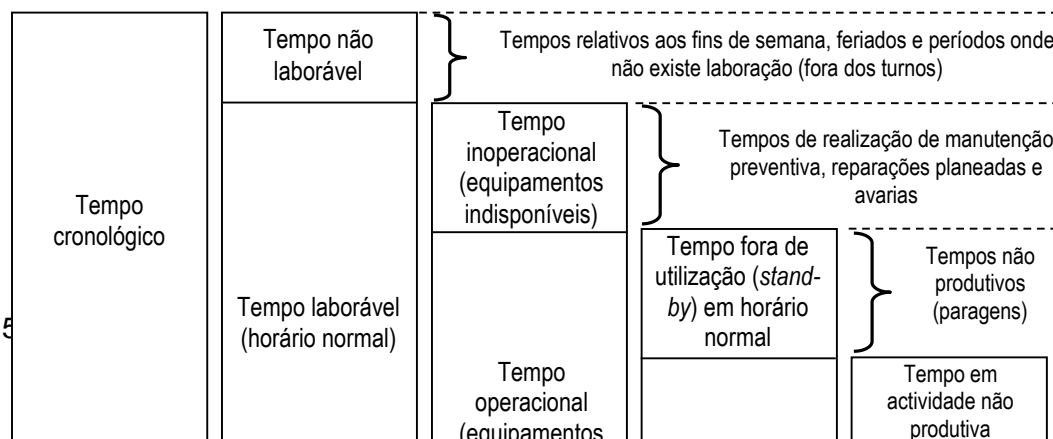 Tempo
cronológico
Tempo não
laborável
Tempo laborável
(horário normal)
Tempo
inoperacional
(equipamentos
indisponíveis)
Tempo
operacional
(equipamentos
Tempo fora de
utilização (stand-
by) em horário
normal
Tempo em
actividade não
produtiva
Tempos relativos aos fins de semana, feriados e períodos onde
não existe laboração (fora dos turnos)
Tempos de realização de manutenção
preventiva, reparações planeadas e
avarias
Tempos não
produtivos
(paragens)
5